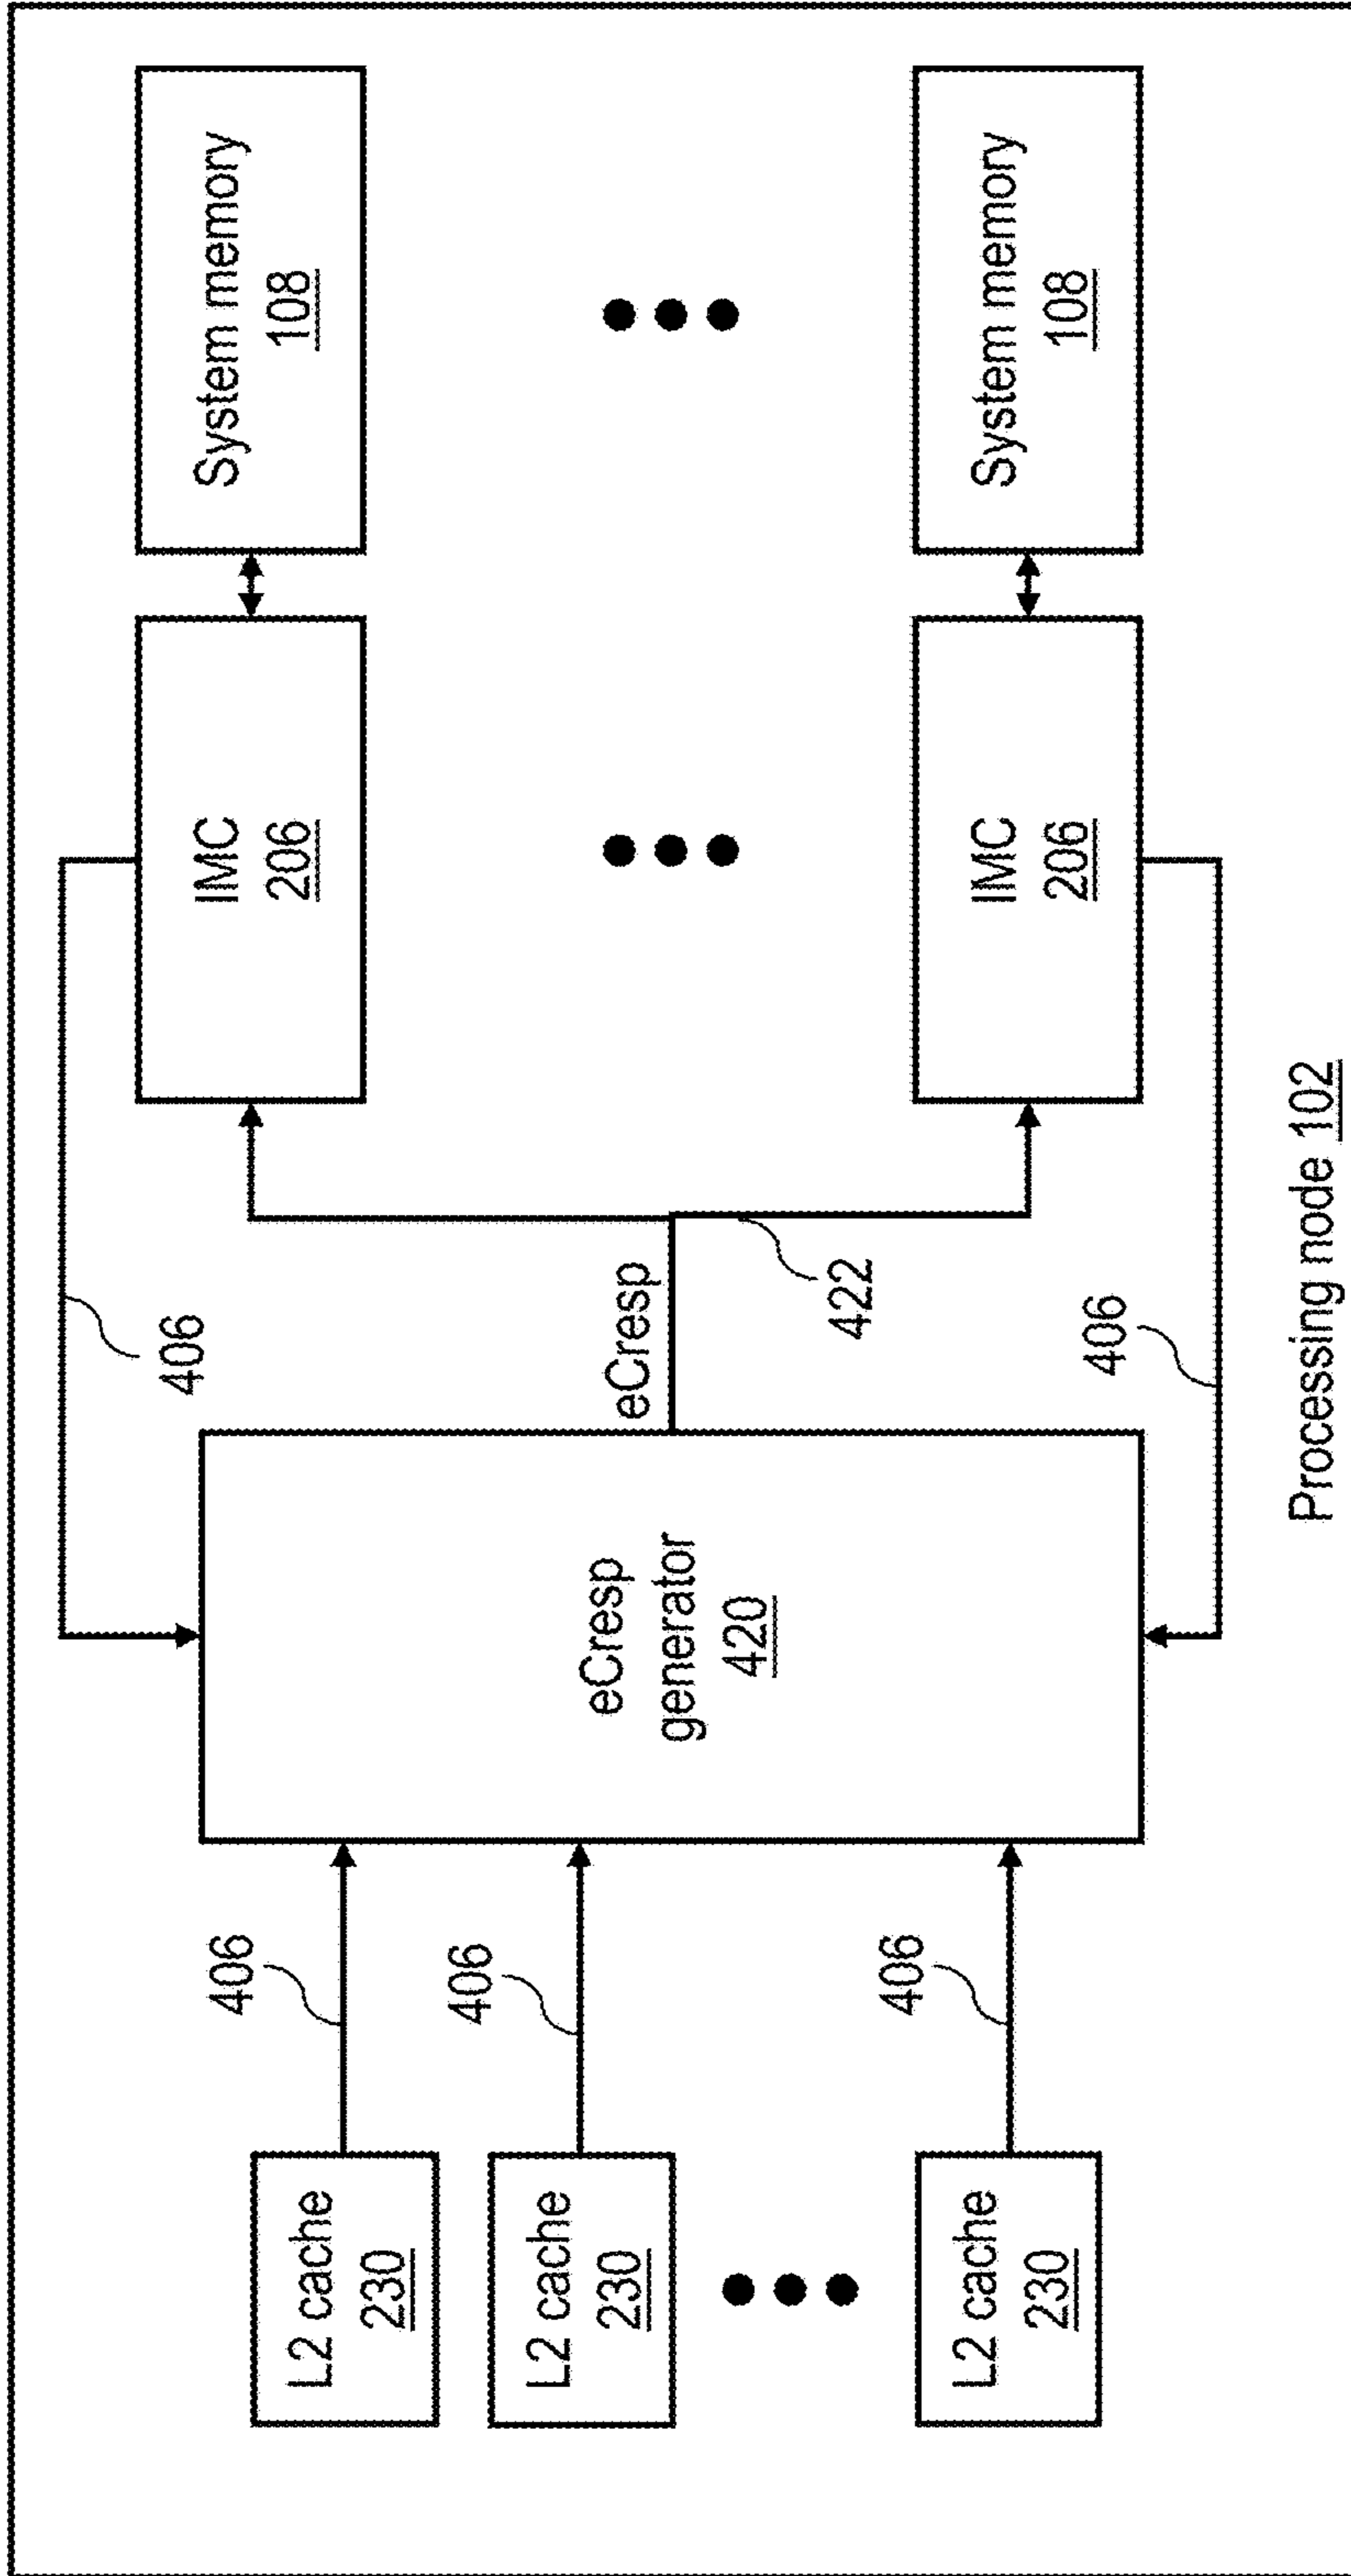 406
L2 cache
230
406
L2 cache
230
406
L2 cache
230
406
eCresp
generator
420
eCresp
422
406
IMC
206
IMC
206
System memory
108
System memory
108
Processing node 102